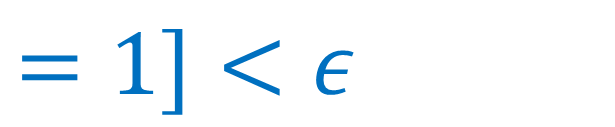 = 1] < ϵ